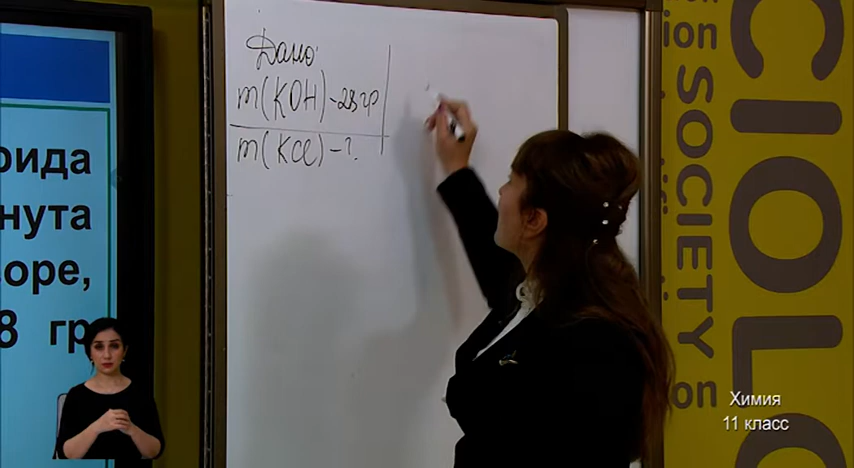 Дано:
m(KOH) - 28 гр
m(KCl) - ?
рида
нута
оре,
8 гр
ion
SOCIETY
ion
CIOLO
Химия
11 класс